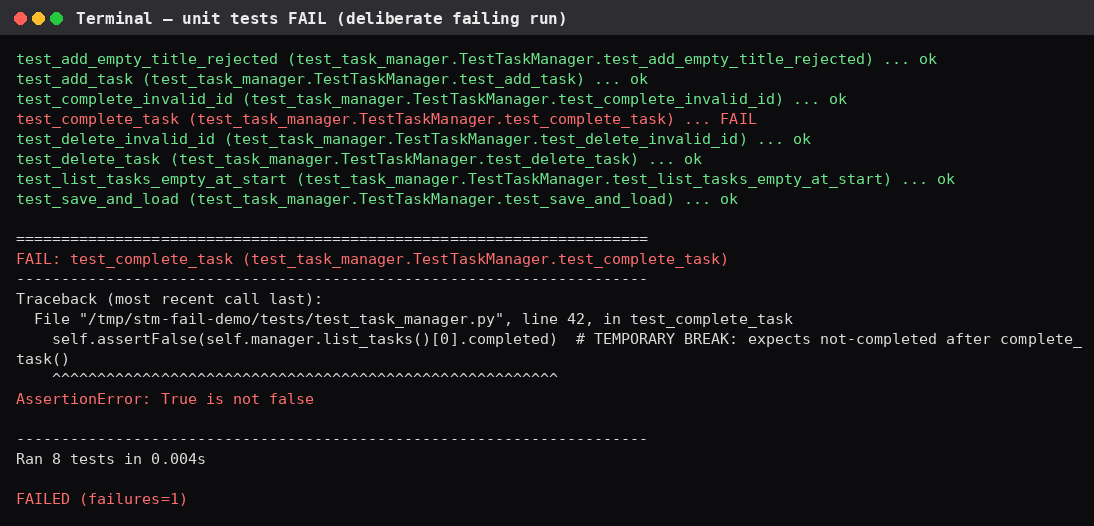 Terminal — unit tests FAIL (deliberate failing run)
test_add_empty_title_rejected (test_task_manager.TestTaskManager.test_add_empty_title_rejected) ... ok
test_add_task (test_task_manager.TestTaskManager.test_add_task) ... ok
test_complete_invalid_id (test_task_manager.TestTaskManager.test_complete_invalid_id) ... ok
test_complete_task (test_task_manager.TestTaskManager.test_complete_task) ... FAIL
test_delete_invalid_id (test_task_manager.TestTaskManager.test_delete_invalid_id) ... ok
test_delete_task (test_task_manager.TestTaskManager.test_delete_task) ... ok
test_list_tasks_empty_at_start (test_task_manager.TestTaskManager.test_list_tasks_empty_at_start) ... ok
test_save_and_load (test_task_manager.TestTaskManager.test_save_and_load) ... ok

======================================================================
FAIL: test_complete_task (test_task_manager.TestTaskManager.test_complete_task)
----------------------------------------------------------------------
Traceback (most recent call last):
  File "/tmp/stm-fail-demo/tests/test_task_manager.py", line 42, in test_complete_task
    self.assertFalse(self.manager.list_tasks()[0].completed)  # TEMPORARY BREAK: expects not-completed after complete_
task()
    ^^^^^^^^^^^^^^^^^^^^^^^^^^^^^^^^^^^^^^^^^^^^^^^^^^^^^^^^
AssertionError: True is not false

----------------------------------------------------------------------
Ran 8 tests in 0.004s

FAILED (failures=1)